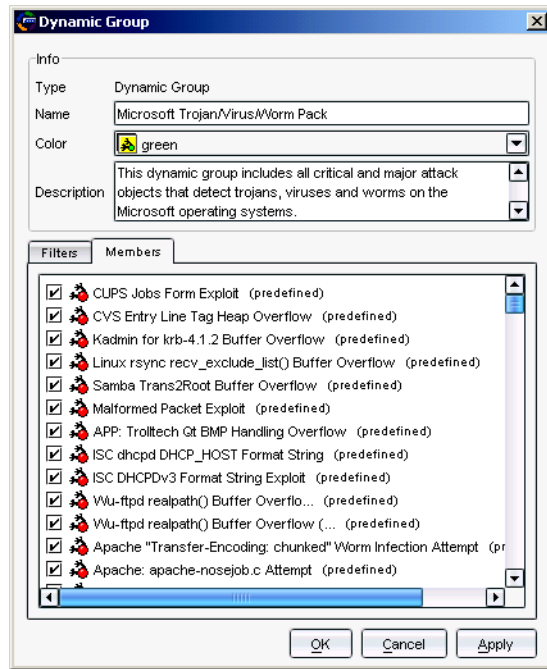 Dynamic Group
Info
Type Dynamic Group
Name Microsoft Trojan/Virus/Worm Pack
Color green
Description This dynamic group includes all critical and major attack
objects that detect trojans, viruses and worms on the
Microsoft operating systems.
Filters Members
CUPS Jobs Form Exploit (predefined)
CVS Entry Line Tag Heap Overflow (predefined)
Kadmin for krb-4.1.2 Buffer Overflow (predefined)
Linux rsync recv_exclude_list() Buffer Overflow (predefined)
Samba Trans2Root Buffer Overflow (predefined)
Malformed Packet Exploit (predefined)
APP: Trolltech Qt BMP Handling Overflow (predefined)
ISC dhcpd DHCP_HOST Format String (predefined)
ISC DHCPDv3 Format String Exploit (predefined)
Wu-ftpd realpath() Buffer Overflo... (predefined)
Wu-ftpd realpath() Buffer Overflow (... (predefined)
Apache "Transfer-Encoding: chunked" Worm Infection Attempt (pr
Apache: apache-nosejob.c Attempt (predefined)
OK Cancel Apply